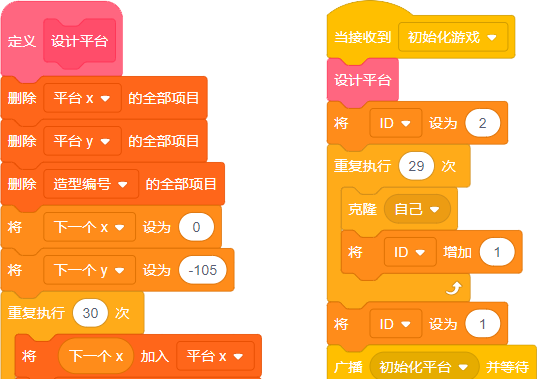 定义 设计平台
删除 平台 x 的全部项目
删除 平台 y 的全部项目
删除 造型编号 的全部项目
将 下一个 x 设为 0
将 下一个 y 设为 -105
重复执行 30 次
将 下一个 x 加入 平台 x
当接收到 初始化游戏
设计平台
将 ID 设为 2
重复执行 29 次
克隆 自己
将 ID 增加 1
将 ID 设为 1
广播 初始化平台 并等待